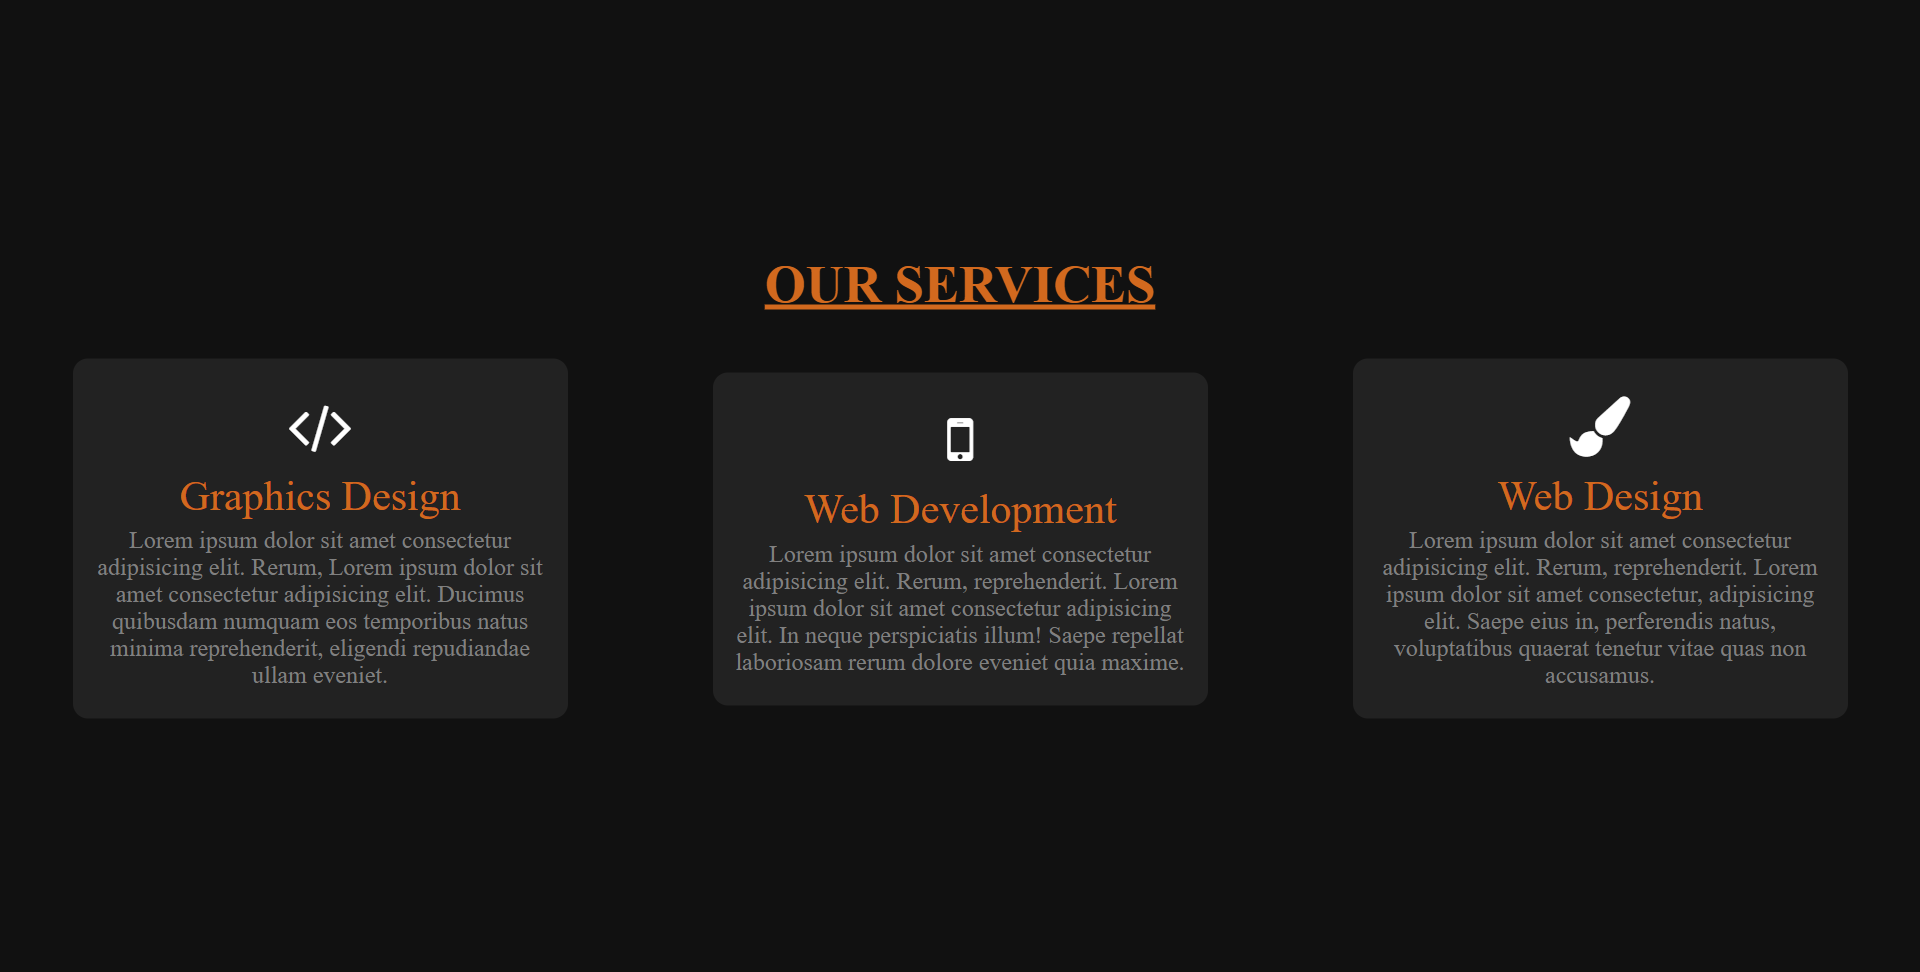 OUR SERVICES
Graphics Design
Lorem ipsum dolor sit amet consectetur
adipisicing elit. Rerum, Lorem ipsum dolor sit
amet consectetur adipisicing elit. Ducimus
quibusdam numquam eos temporibus natus
minima reprehenderit, eligendi repudiandae
ullam eveniet.
Web Development
Lorem ipsum dolor sit amet consectetur
adipisicing elit. Rerum, reprehenderit. Lorem
ipsum dolor sit amet consectetur adipisicing
elit. In neque perspiciatis illum! Saepe repellat
laboriosam rerum dolore eveniet quia maxime.
Web Design
Lorem ipsum dolor sit amet consectetur
adipisicing elit. Rerum, reprehenderit. Lorem
ipsum dolor sit amet consectetur, adipisicing
elit. Saepe eius in, perferendis natus,
voluptatibus quaerat tenetur vitae quas non
accusamus.